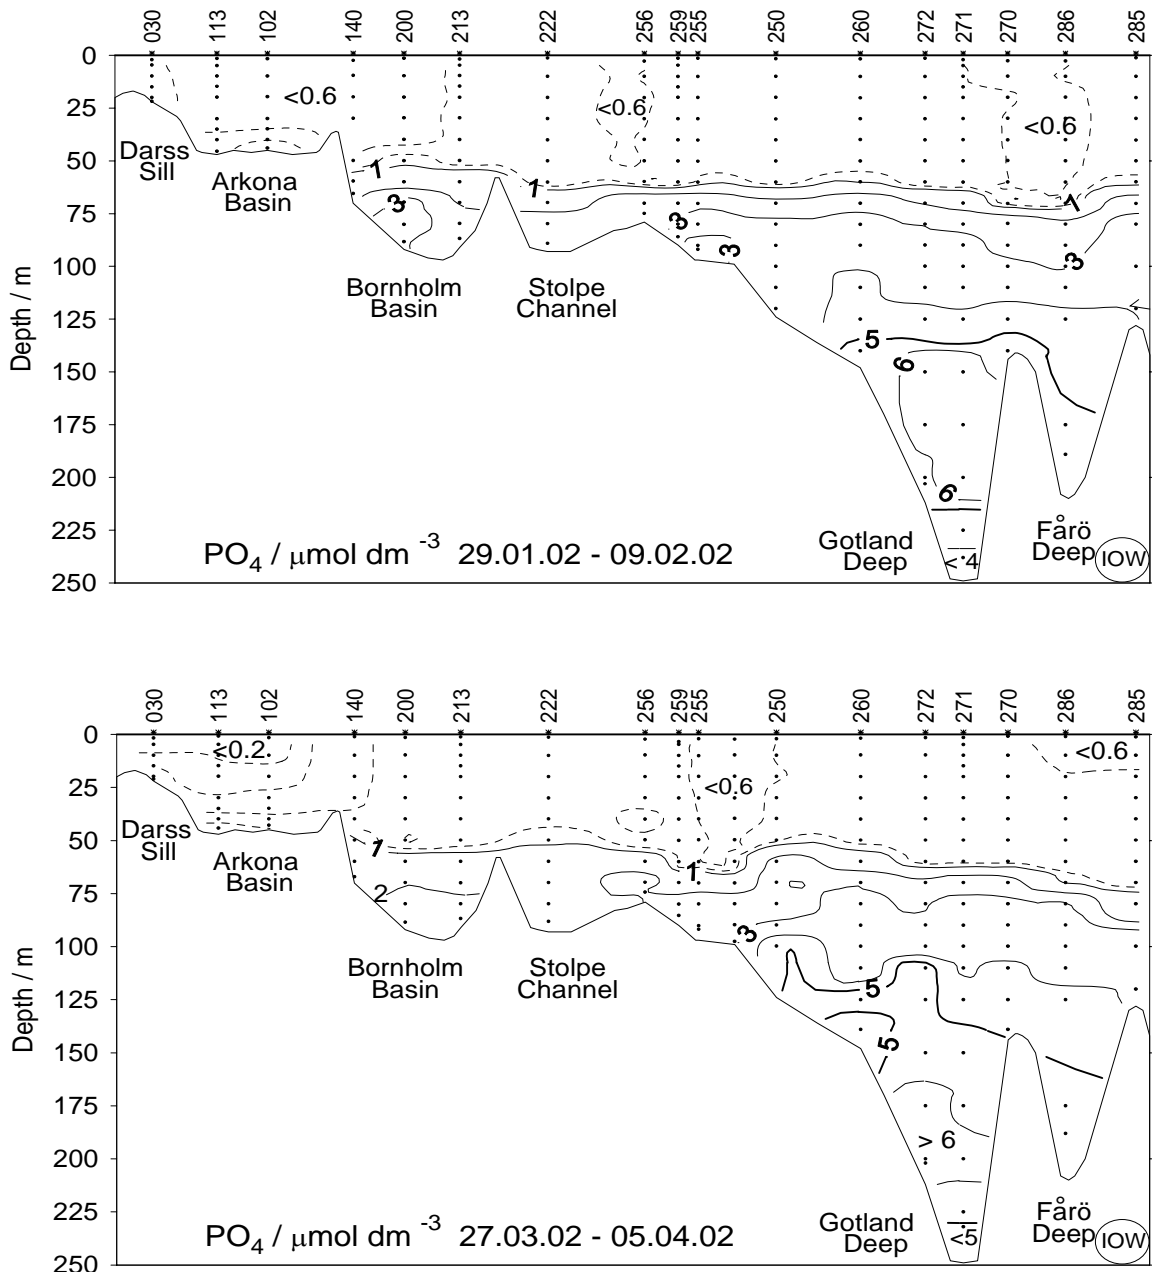 030 113 102 140 200 213 222 256 259 255 250 260 272 271 270 286 285
0
25
50
75
100
125
150
175
200
225
250
Depth / m
<0.6
<0.6
<0.6
Darss
Sill
Arkona
Basin
1
1
1
3
3
3
3
Bornholm
Basin
Stolpe
Channel
5
6
6
Gotland
Deep
< 4
Fårö
Deep
IOW
PO4 / µmol dm -3 29.01.02 - 09.02.02
030 113 102 140 200 213 222 256 259 255 250 260 272 271 270 286 285
0
25
50
75
100
125
150
175
200
225
250
Depth / m
<0.2
<0.6
<0.6
Darss
Sill
Arkona
Basin
1
1
2
3
Bornholm
Basin
Stolpe
Channel
5
5
> 6
Gotland
Deep
<5
Fårö
Deep
IOW
PO4 / µmol dm -3 27.03.02 - 05.04.02